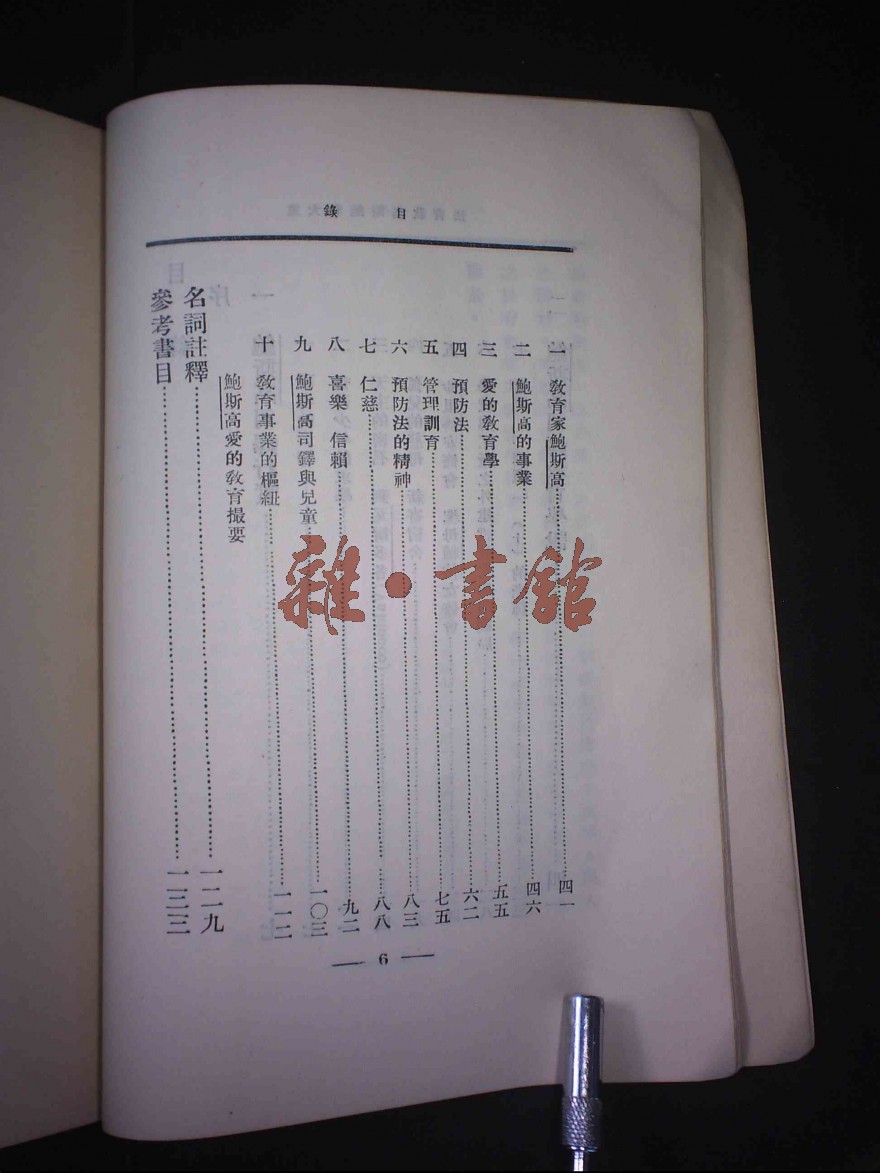 目錄
一 教育家鮑斯高……四一
二 鮑斯高的事業……四六
三 愛的教育學……五五
四 預防法……六二
五 管理訓育……七五
六 預防法的精神……八三
七 仁慈……八八
八 喜樂 信賴……九二
九 鮑斯高司鐸與兒童……一〇三
十 教育事業的樞紐……一一二
鮑斯高愛的教育撮要
名詞註釋……一二九
參考書目……一三三
— 6 —
雜·書館